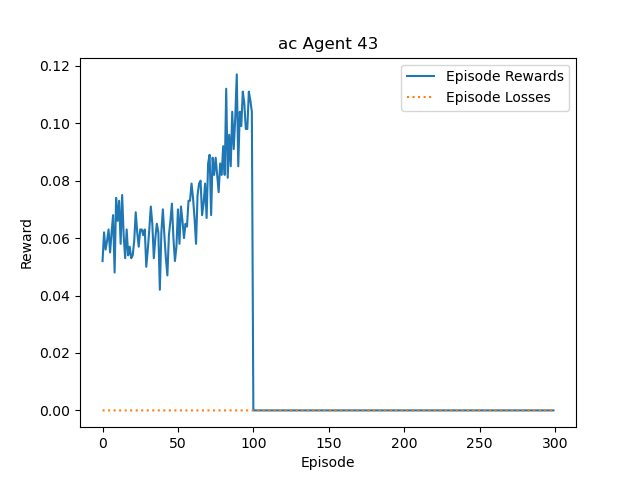 ac Agent 43
Episode Rewards
Episode Losses
0.12
0.10
0.08
0.06
0.04
0.02
0.00
Reward
0 50 100 150 200 250 300
Episode